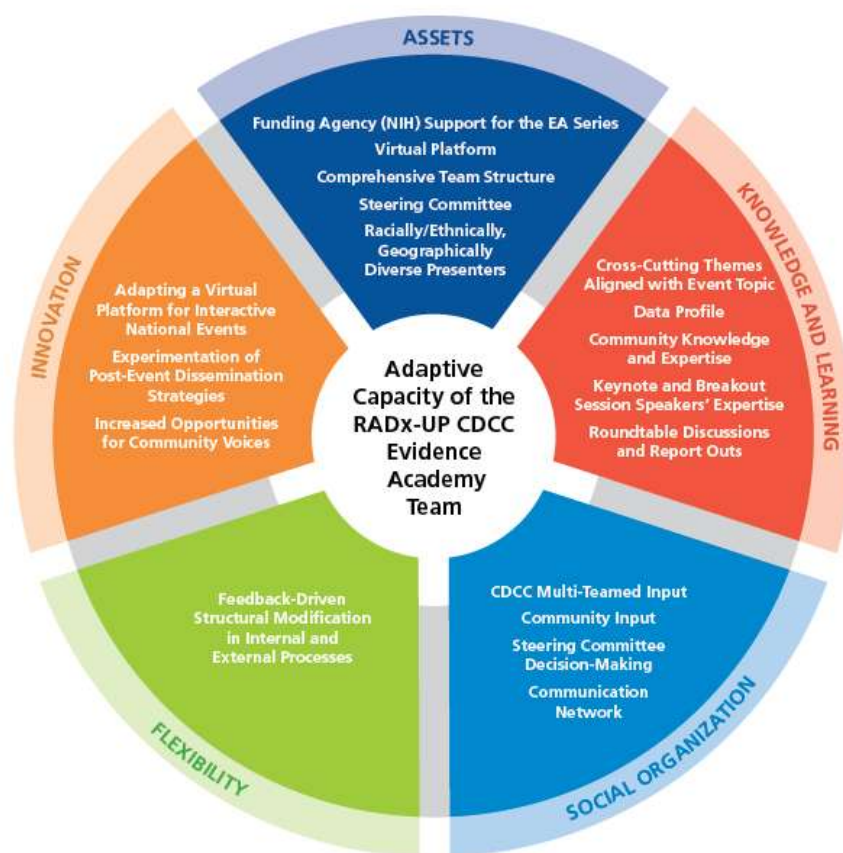 ASSETS
Funding Agency (NIH) Support for the EA Series
Virtual Platform
Comprehensive Team Structure
Steering Committee
Racially/Ethnically,
Geographically
Diverse Presenters
KNOWLEDGE AND LEARNING
Cross-Cutting Themes
Aligned with Event Topic
Data Profile
Community Knowledge
and Expertise
Keynote and Breakout
Session Speakers' Expertise
Roundtable Discussions
and Report Outs
SOCIAL ORGANIZATION
CDCC Multi-Teamed Input
Community Input
Steering Committee
Decision-Making
Communication
Network
FLEXIBILITY
Feedback-Driven
Structural Modification
in Internal and
External Processes
INNOVATION
Adapting a Virtual
Platform for Interactive
National Events
Experimentation of
Post-Event Dissemination
Strategies
Increased Opportunities
for Community Voices
Adaptive
Capacity of the
RADx-UP CDCC
Evidence
Academy
Team